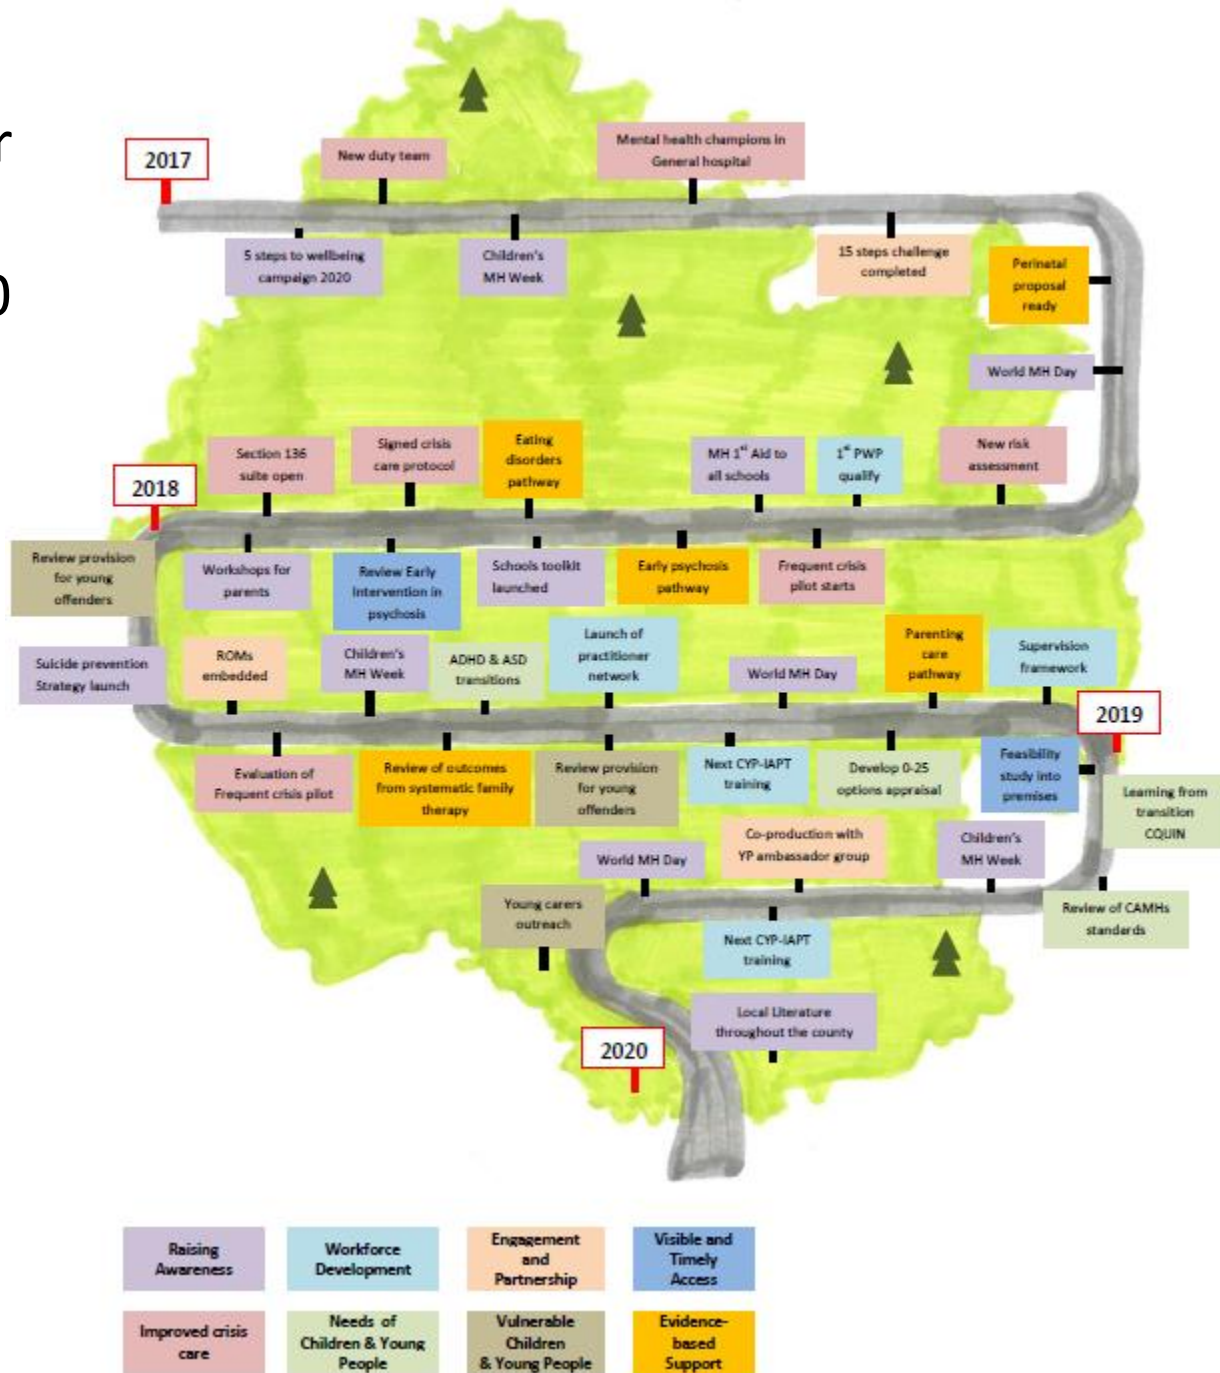 r
0
2017
New duty team
Mental health champions in
General hospital
5 steps to wellbeing
campaign 2020
Children's
MH Week
15 steps challenge
completed
Perinatal
proposal
ready
World MH Day
New risk
assessment
1st PWP
qualify
MH 1st Aid to
all schools
Eating
disorders
pathway
Signed crisis
care protocol
Section 136
suite open
2018
Frequent crisis
pilot starts
Early psychosis
pathway
Schools toolkit
launched
Review Early
Intervention in
psychosis
Workshops for
parents
Review provision
for young
offenders
Suicide prevention
Strategy launch
ROMs
embedded
Children's
MH Week
ADHD & ASD
transitions
Launch of
practitioner
network
World MH Day
Parenting
care
pathway
Supervision
framework
2019
Evaluation of
Frequent crisis pilot
Review of outcomes
from systematic family
therapy
Review provision
for young
offenders
Next CYP-IAPT
training
Develop 0-25
options appraisal
Feasibility
study into
premises
Learning from
transition
CQUIN
Review of CAMHs
standards
Children's
MH Week
Co-production with
YP ambassador group
World MH Day
Next CYP-IAPT
training
Young carers
outreach
Local Literature
throughout the county
2020
Raising
Awareness
Workforce
Development
Engagement
and
Partnership
Visible and
Timely
Access
Improved crisis
care
Needs of
Children & Young
People
Vulnerable
Children
& Young People
Evidence-
based
Support